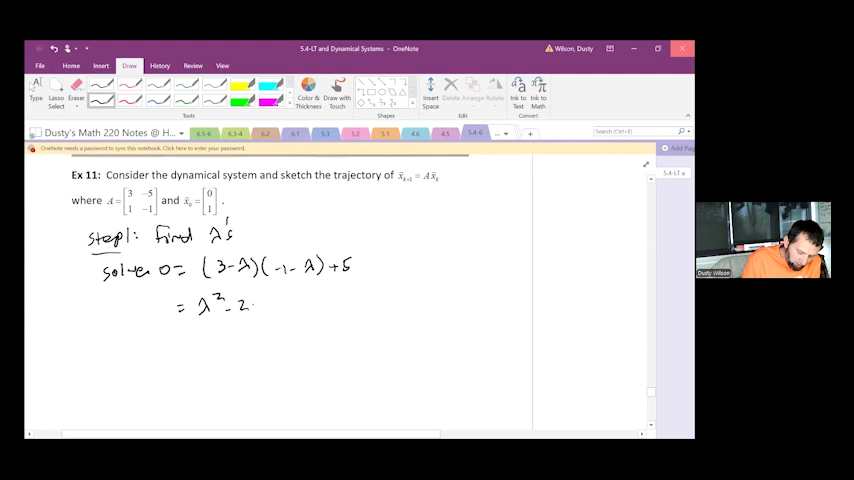 5.4-LT and Dynamical Systems - OneNote
Wilson, Dusty
File Home Insert Draw History Review View
Type
Lasso Select
Eraser
Tools
Color & Thickness
Draw with Touch
Shapes
Insert Space
Delete
Arrange
Rotate
Edit
Ink to Text
Ink to Math
Convert
Dusty's Math 220 Notes @ H...
6.5-6 6.3-4 6.2 6.1 5.3 5.2 5.1 4.6 4.5 5.4-6 ... +
Search (Ctrl+E)
OneNote needs a password to sync this notebook. Click here to enter your password.
Add Pag
5.4-LT a
Ex 11: Consider the dynamical system and sketch the trajectory of x⃗ₖ₊₁ = Ax⃗ₖ
where A = [3 −5; 1 −1] and x⃗₀ = [0; 1].
Step 1: Find λ's
solve 0 = (3-λ)(-1-λ)+5
= λ² - 2
Dusty Wilson